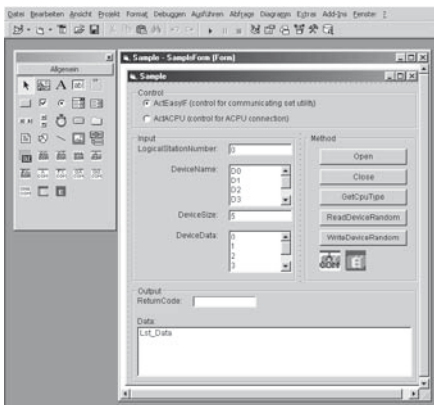 Datei Bearbeiten Ansicht Projekt Format Debuggen Ausführen Abfrage Diagramm Extras Add-Ins Fenster ?
Allgemein
Sample - SampleForm (Form)
Sample
Control
ActEasyIF (control for communicating set utility)
ActACPU (control for ACPU connection)
Input
LogicalStationNumber:
0
DeviceName:
D0
D1
D2
D3
DeviceSize:
5
DeviceData:
0
1
2
3
Method
Open
Close
GetCpuType
ReadDeviceRandom
WriteDeviceRandom
Output
ReturnCode:
Data:
Lst_Data